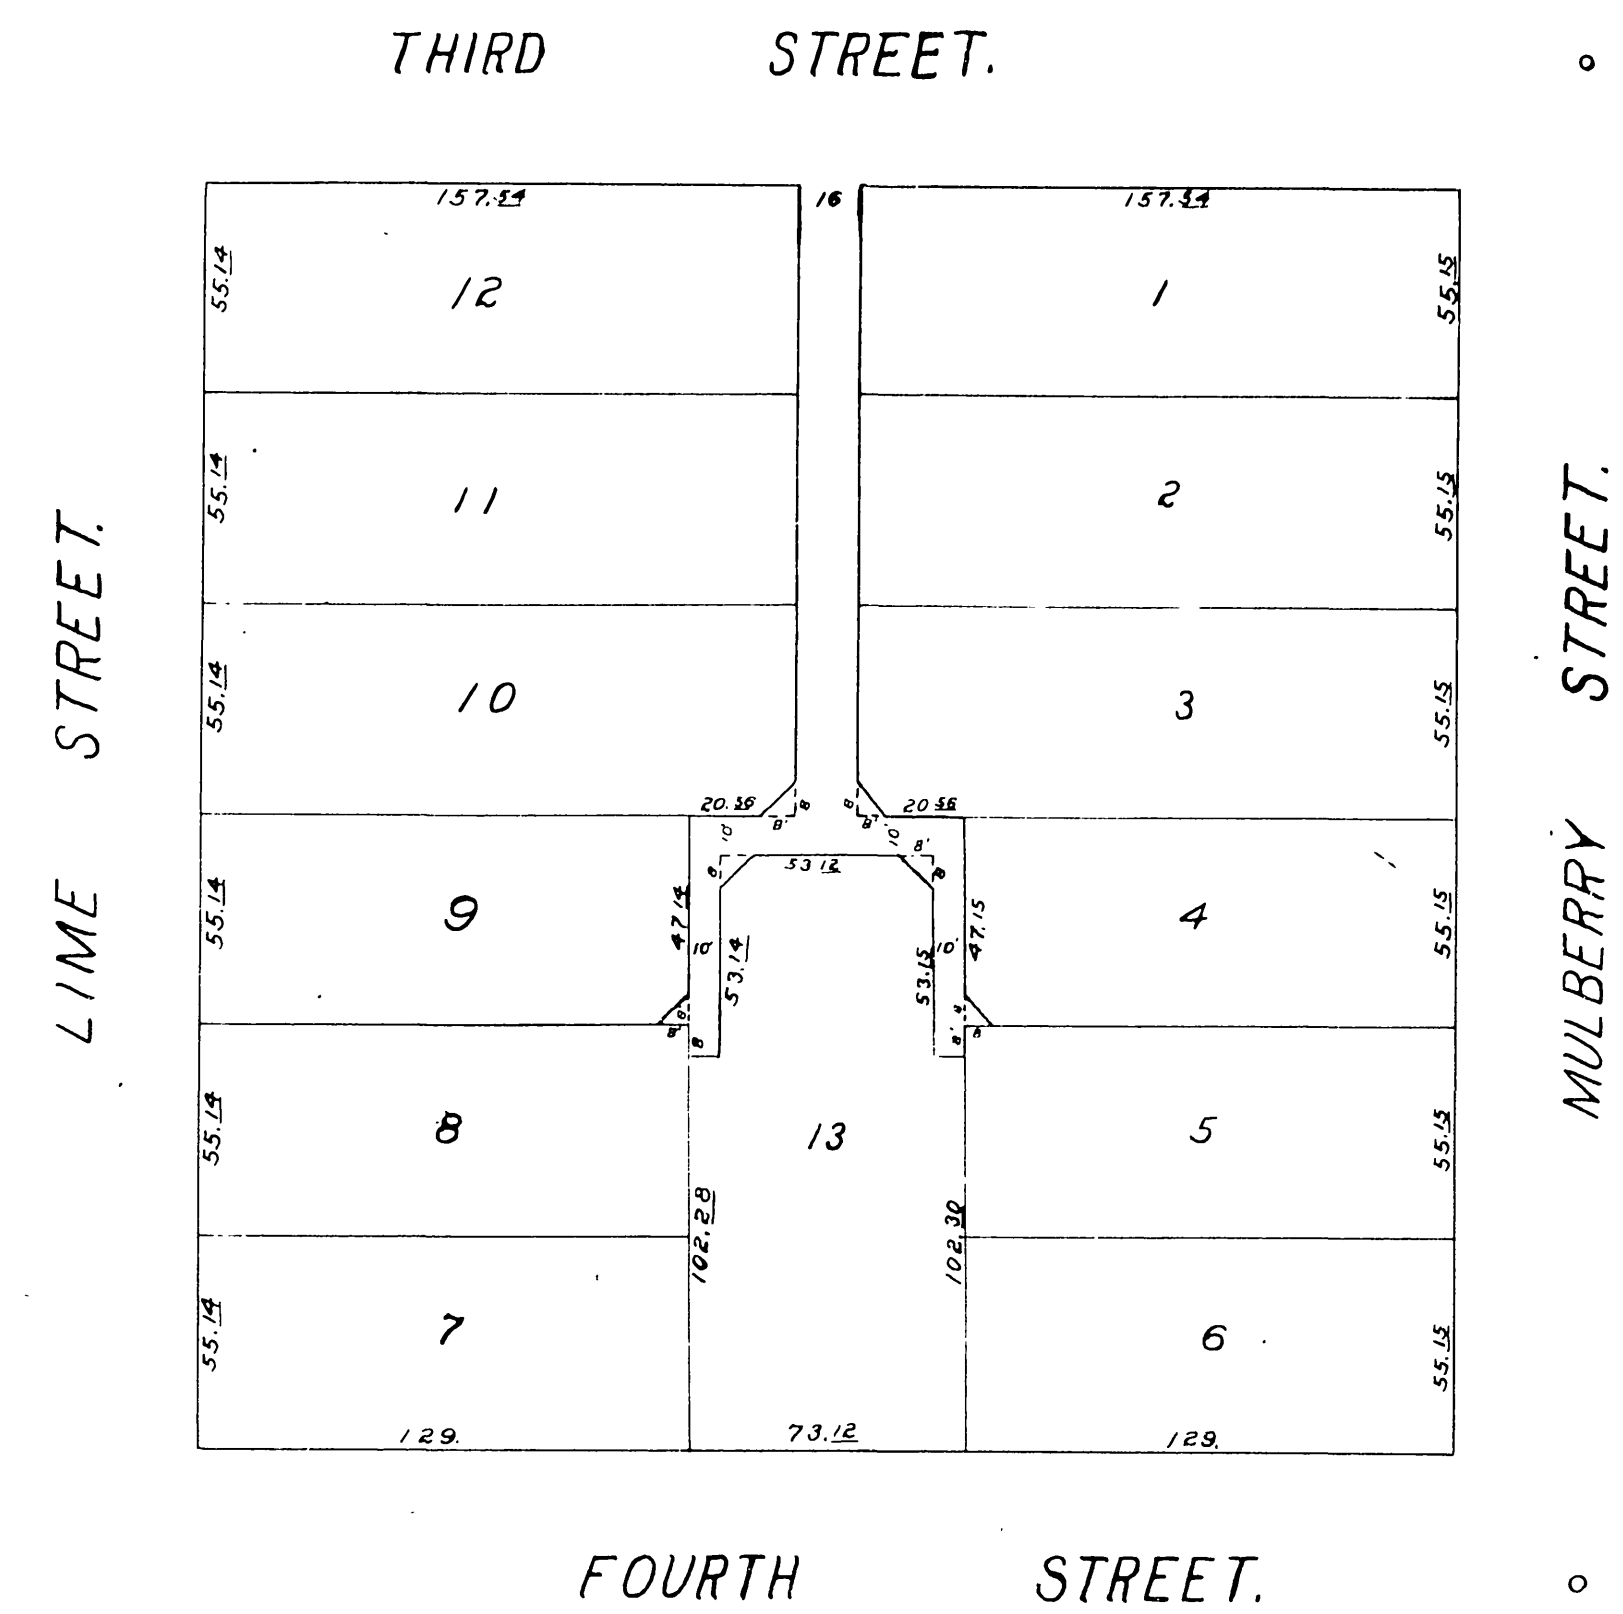 THIRD STREET.
157.54 16 157.54
55.14 12 1 55.15
55.14 11 2 55.15
LIME STREET.
MULBERRY STREET.
55.14 10 3 55.15
20.56 8 8 20 56
8' 8'
10' 10
8'
8 53 12 8
55.14 9 47 14 10' 53.14 53.15 10' 47.15 4 55.15
8 4
8' 8 8' 8
55.14 8 13 5 55.15
102.28 102.30
55.14 7 6 55.15
129. 73.12 129.
FOURTH STREET.